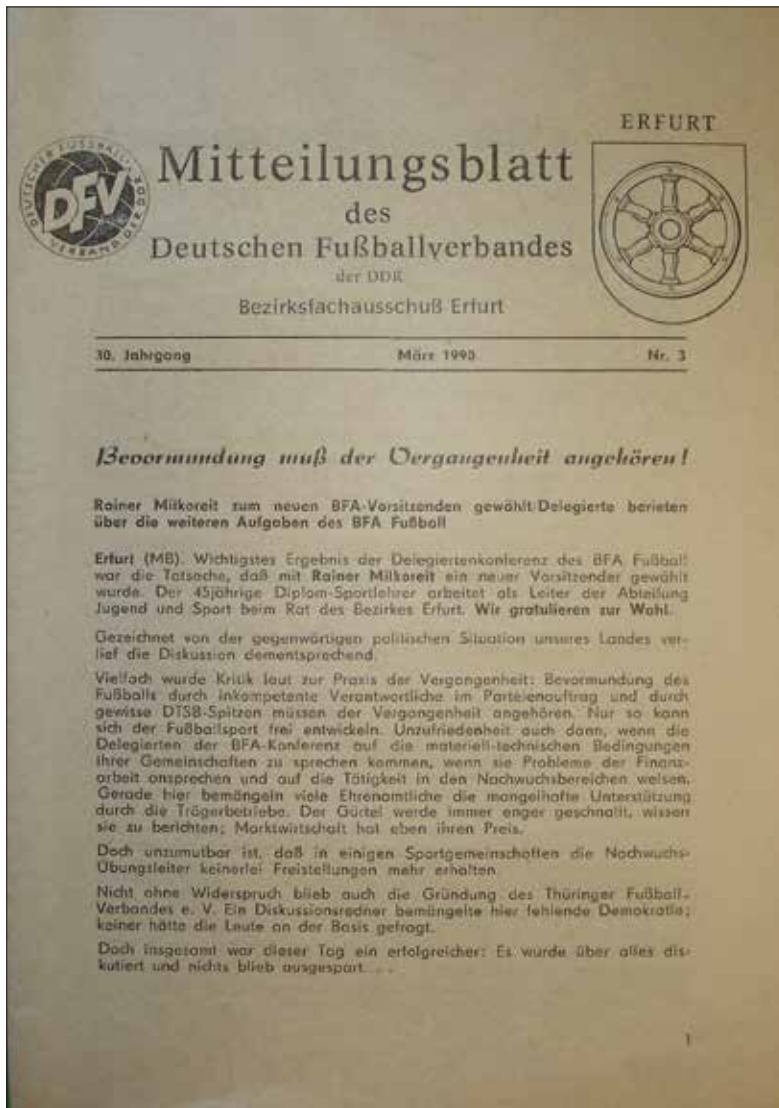 ERFURT
DEUTSCHER FUSSBALL-
VERBAND DER DDR
DFV
Mitteilungsblatt
des
Deutschen Fußballverbandes
der DDR
Bezirksfachausschuß Erfurt
30. Jahrgang März 1990 Nr. 3
Bevormundung muß der Vergangenheit angehören!
Rainer Milkoreit zum neuen BFA-Vorsitzenden gewählt/Delegierte berieten
über die weiteren Aufgaben des BFA Fußball
Erfurt (MB). Wichtigstes Ergebnis der Delegiertenkonferenz des BFA Fußball
war die Tatsache, daß mit Rainer Milkoreit ein neuer Vorsitzender gewählt
wurde. Der 45jährige Diplom-Sportlehrer arbeitet als Leiter der Abteilung
Jugend und Sport beim Rat des Bezirkes Erfurt. Wir gratulieren zur Wahl.
Gezeichnet von der gegenwärtigen politischen Situation unseres Landes ver-
lief die Diskussion dementsprechend.
Vielfach wurde Kritik laut zur Praxis der Vergangenheit: Bevormundung des
Fußballs durch inkompetente Verantwortliche im Parteienauftrag und durch
gewisse DTSB-Spitzen müssen der Vergangenheit angehören. Nur so kann
sich der Fußballsport frei entwickeln. Unzufriedenheit auch dann, wenn die
Delegierten der BFA-Konferenz auf die materiell-technischen Bedingungen
ihrer Gemeinschaften zu sprechen kommen, wenn sie Probleme der Finanz-
arbeit ansprechen und auf die Tätigkeit in den Nachwuchsbereichen weisen.
Gerade hier bemängeln viele Ehrenamtliche die mangelhafte Unterstützung
durch die Trägerbetriebe. Der Gürtel werde immer enger geschnallt, wissen
sie zu berichten; Marktwirtschaft hat eben ihren Preis.
Doch unzumutbar ist, daß in einigen Sportgemeinschaften die Nachwuchs-
Übungsleiter keinerlei Freistellungen mehr erhalten.
Nicht ohne Widerspruch blieb auch die Gründung des Thüringer Fußball-
Verbandes e. V. Ein Diskussionsredner bemängelte hier fehlende Demokratie;
keiner hätte die Leute an der Basis gefragt.
Doch insgesamt war dieser Tag ein erfolgreicher: Es wurde über alles dis-
kutiert und nichts blieb ausgespart . . .
1